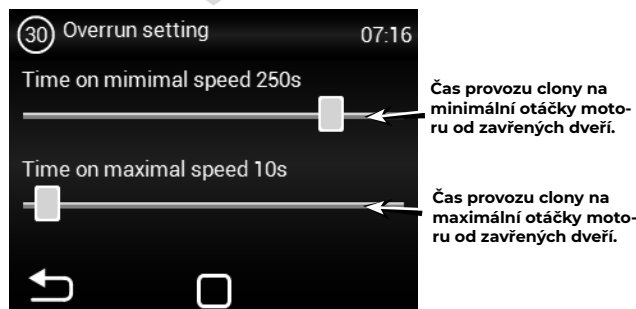 30 Overrun setting 07:16
Time on mimimal speed 250s
Čas provozu clony na
minimální otáčky moto-
ru od zavřených dveří.
Time on maximal speed 10s
Čas provozu clony na
maximální otáčky moto-
ru od zavřených dveří.